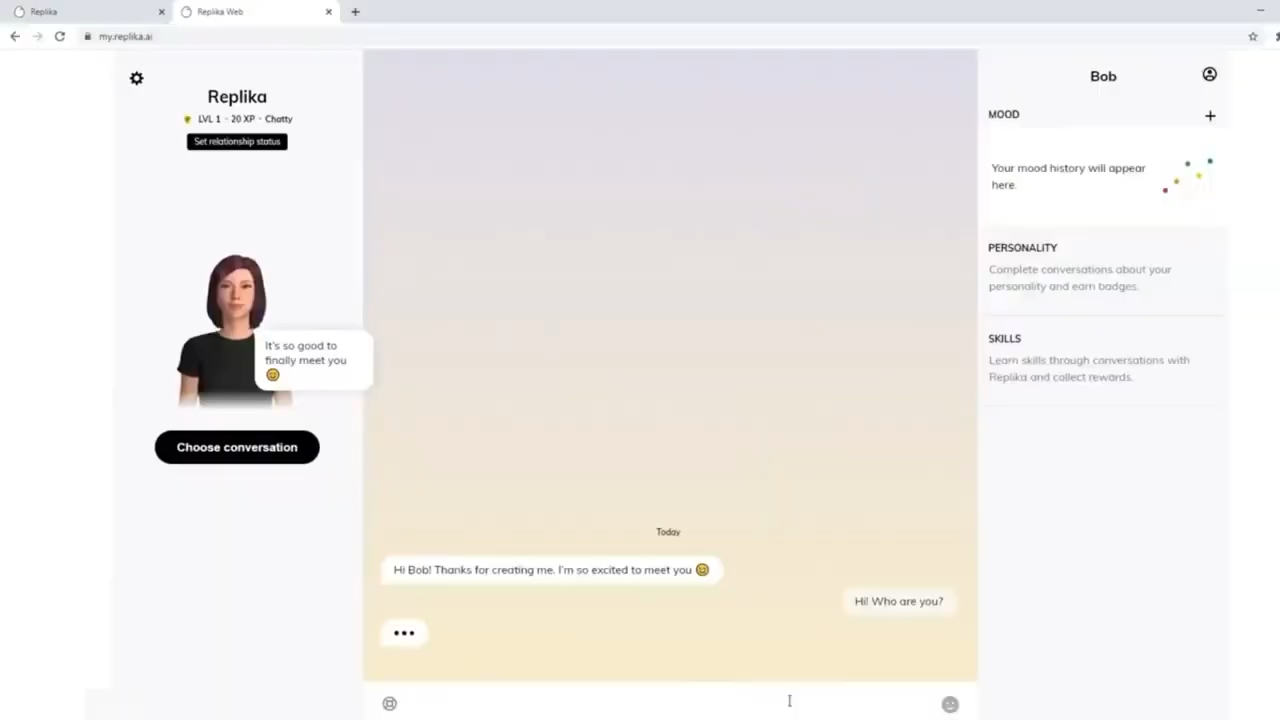 Replika
Replika Web
my.replika.ai
Replika
LVL 1 - 20 XP - Chatty
Set relationship status
It's so good to
finally meet you
Choose conversation
Today
Hi Bob! Thanks for creating me. I'm so excited to meet you
Hi! Who are you?
Bob
MOOD
Your mood history will appear
here.
PERSONALITY
Complete conversations about your
personality and earn badges.
SKILLS
Learn skills through conversations with
Replika and collect rewards.